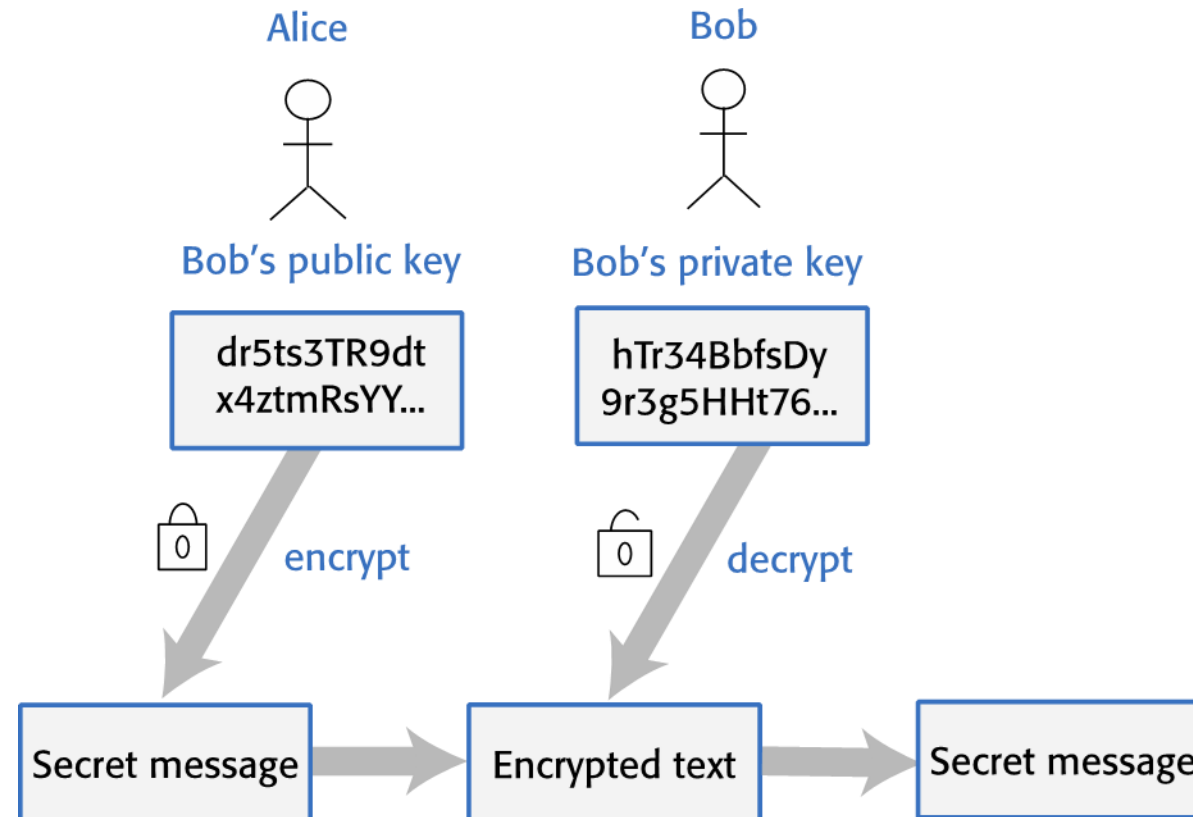 Alice
Bob
Bob's public key
Bob's private key
dr5ts3TR9dt
x4ztmRsYY...
hTr34BbfsDy
9r3g5HHt76...
0
encrypt
0
decrypt
Secret message
Encrypted text
Secret message